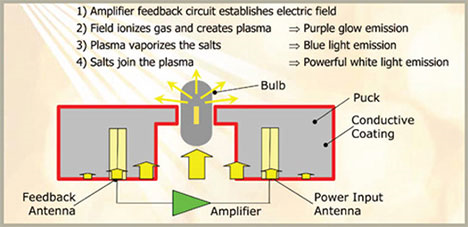 1) Amplifier feedback circuit establishes electric field
2) Field ionizes gas and creates plasma ⇒ Purple glow emission
3) Plasma vaporizes the salts ⇒ Blue light emission
4) Salts join the plasma ⇒ Powerful white light emission
Bulb
Puck
Conductive
Coating
Feedback
Antenna
Amplifier
Power Input
Antenna